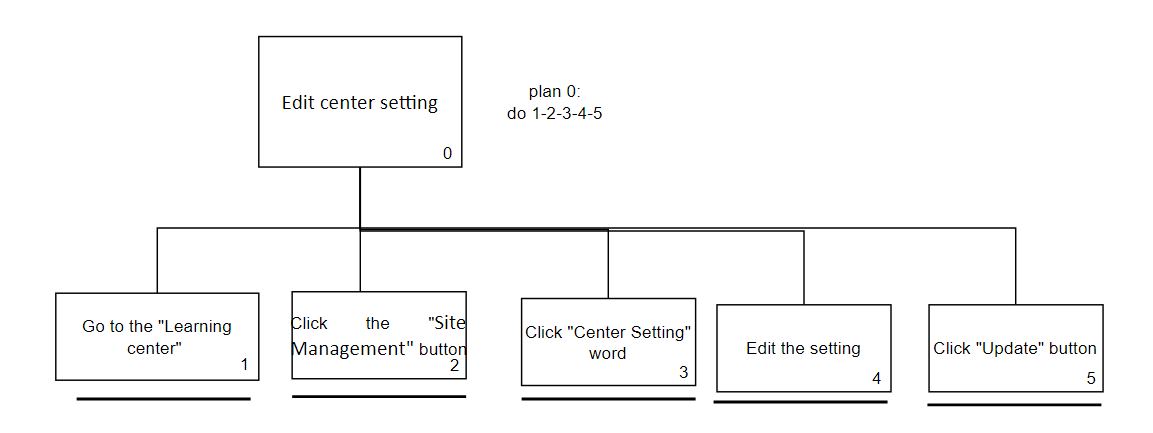 Edit center setting
0
plan 0:
do 1-2-3-4-5
Go to the "Learning
center"
1
Click the "Site
Management" button
2
Click "Center Setting"
word
3
Edit the setting
4
Click "Update" button
5